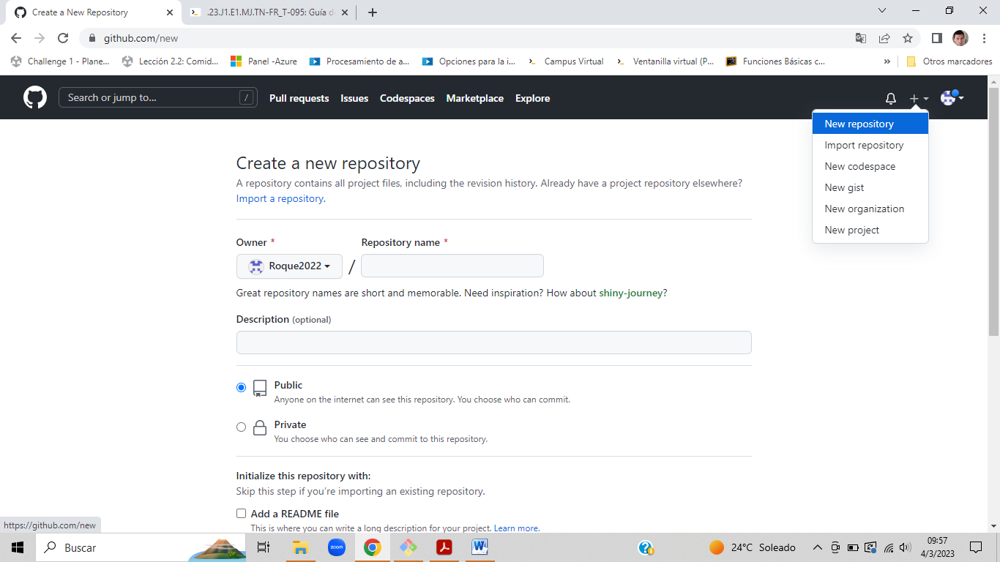 Create a New Repository
.23.J1.E1.MJ.TN-FR_T-095: Guía d
github.com/new
Challenge 1 - Plane...
Lección 2.2: Comid...
Panel -Azure
Procesamiento de a...
Opciones para la i...
Campus Virtual
Ventanilla virtual (P...
Funciones Básicas c...
»
Otros marcadores
Search or jump to...
/
Pull requests
Issues
Codespaces
Marketplace
Explore
New repository
Import repository
New codespace
New gist
New organization
New project
Create a new repository
A repository contains all project files, including the revision history. Already have a project repository elsewhere?
Import a repository.
Owner *
Repository name *
Roque2022
/
Great repository names are short and memorable. Need inspiration? How about shiny-journey?
Description (optional)
Public
Anyone on the internet can see this repository. You choose who can commit.
Private
You choose who can see and commit to this repository.
Initialize this repository with:
Skip this step if you're importing an existing repository.
Add a README file
This is where you can write a long description for your project. Learn more.
https://github.com/new
Buscar
zoom
24°C Soleado
09:57
4/3/2023